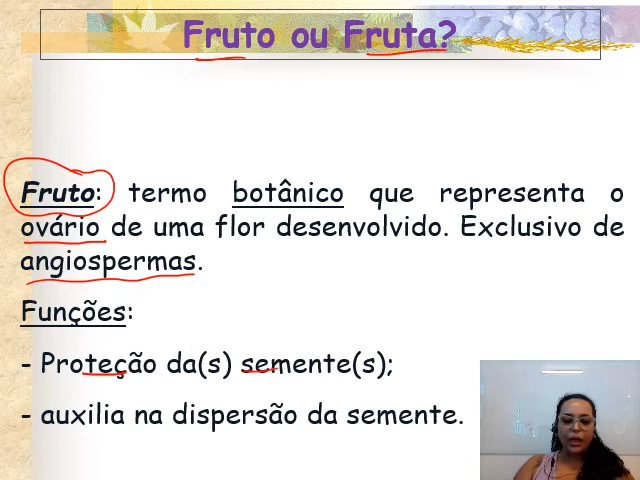 Fruto ou Fruta?
Fruto: termo botânico que representa o
ovário de uma flor desenvolvido. Exclusivo de
angiospermas.
Funções:
- Proteção da(s) semente(s);
- auxilia na dispersão da semente.